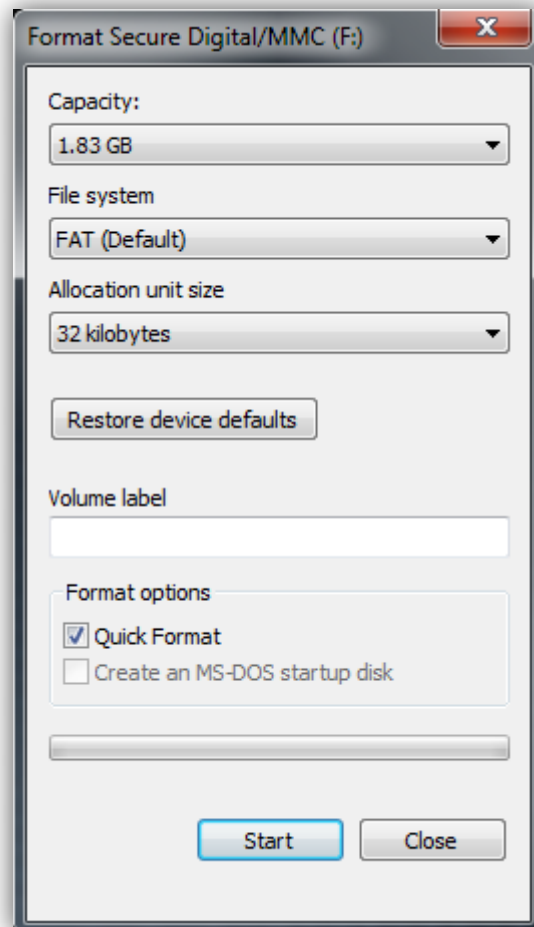 Format Secure Digital/MMC (F:)
Capacity:
1.83 GB
File system
FAT (Default)
Allocation unit size
32 kilobytes
Restore device defaults
Volume label
Format options
Quick Format
Create an MS-DOS startup disk
Start Close